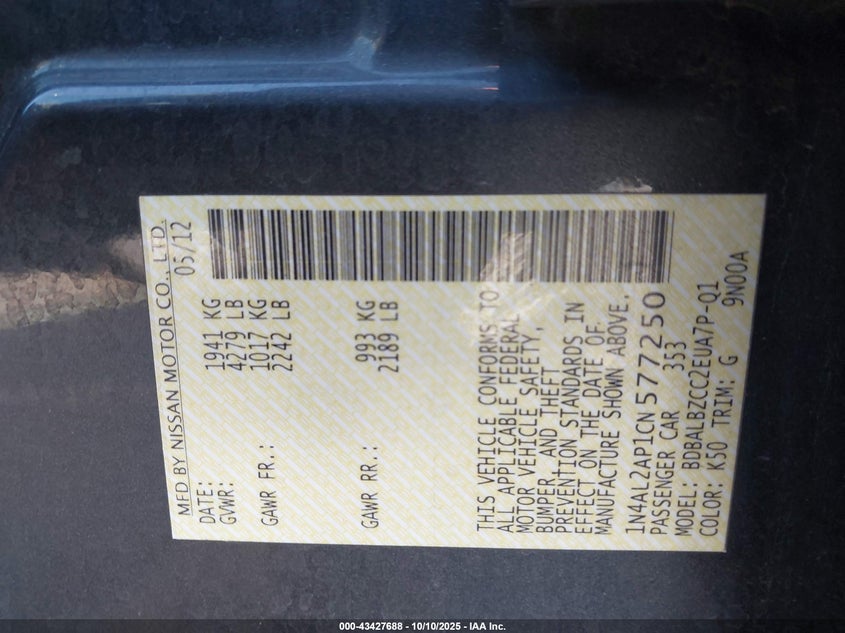 MFD BY NISSAN MOTOR CO., LTD.
DATE: 05/12
GVWR: 1941 KG
4279 LB
GAWR FR.: 1017 KG
2242 LB
GAWR RR.: 993 KG
2189 LB
THIS VEHICLE CONFORMS TO
ALL APPLICABLE FEDERAL
MOTOR VEHICLE SAFETY,
BUMPER, AND THEFT
PREVENTION STANDARDS IN
EFFECT ON THE DATE OF
MANUFACTURE SHOWN ABOVE.
1N4AL2AP1CN577250
PASSENGER CAR 353
MODEL: BDBALBZCC2EUA7P-Q1
COLOR: K50 TRIM: G 9N00A
000-43427688 - 10/10/2025 - IAA Inc.